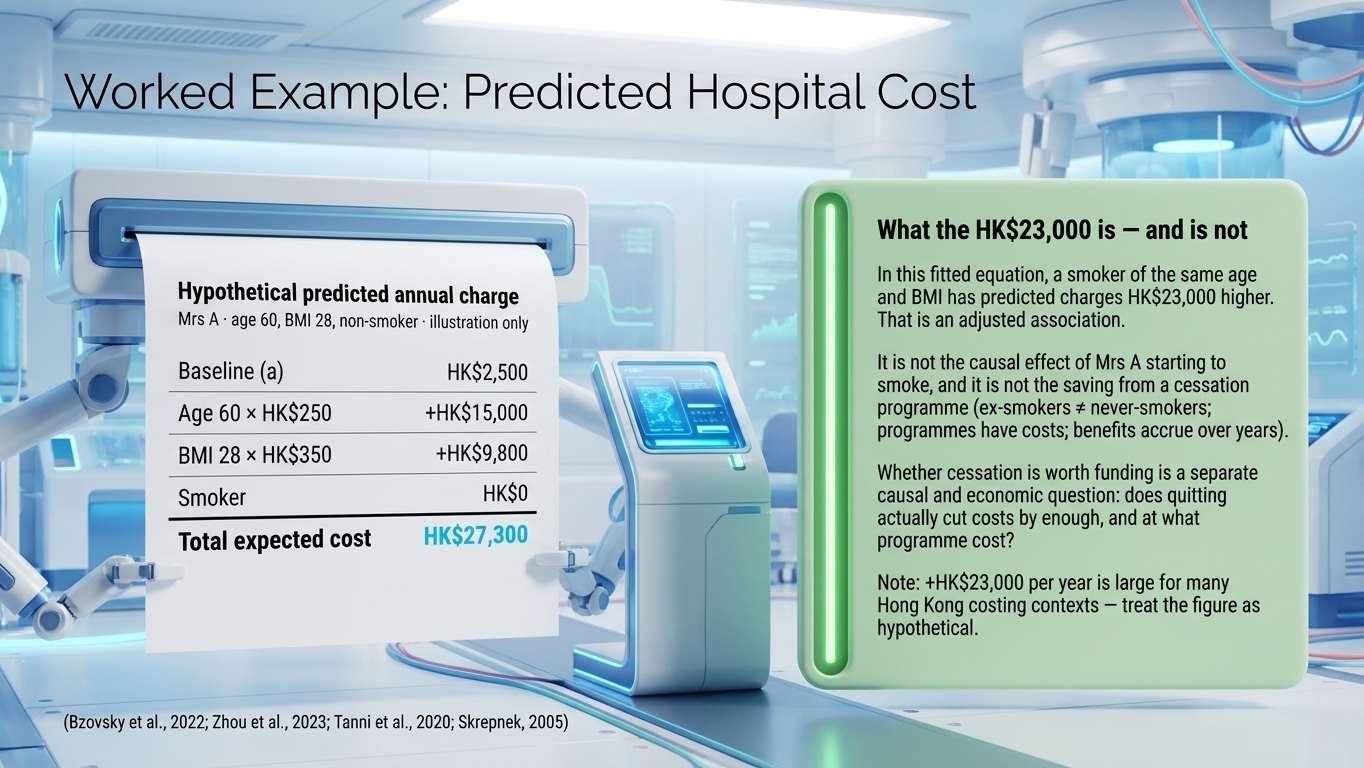 Worked Example: Predicted Hospital Cost
Hypothetical predicted annual charge
Mrs A · age 60, BMI 28, non-smoker · illustration only
Baseline (a) HK$2,500
Age 60 × HK$250 +HK$15,000
BMI 28 × HK$350 +HK$9,800
Smoker HK$0
Total expected cost HK$27,300
What the HK$23,000 is — and is not
In this fitted equation, a smoker of the same age
and BMI has predicted charges HK$23,000 higher.
That is an adjusted association.
It is not the causal effect of Mrs A starting to
smoke, and it is not the saving from a cessation
programme (ex-smokers ≠ never-smokers;
programmes have costs; benefits accrue over years).
Whether cessation is worth funding is a separate
causal and economic question: does quitting
actually cut costs by enough, and at what
programme cost?
Note: +HK$23,000 per year is large for many
Hong Kong costing contexts — treat the figure as
hypothetical.
(Bzovsky et al., 2022; Zhou et al., 2023; Tanni et al., 2020; Skrepnek, 2005)